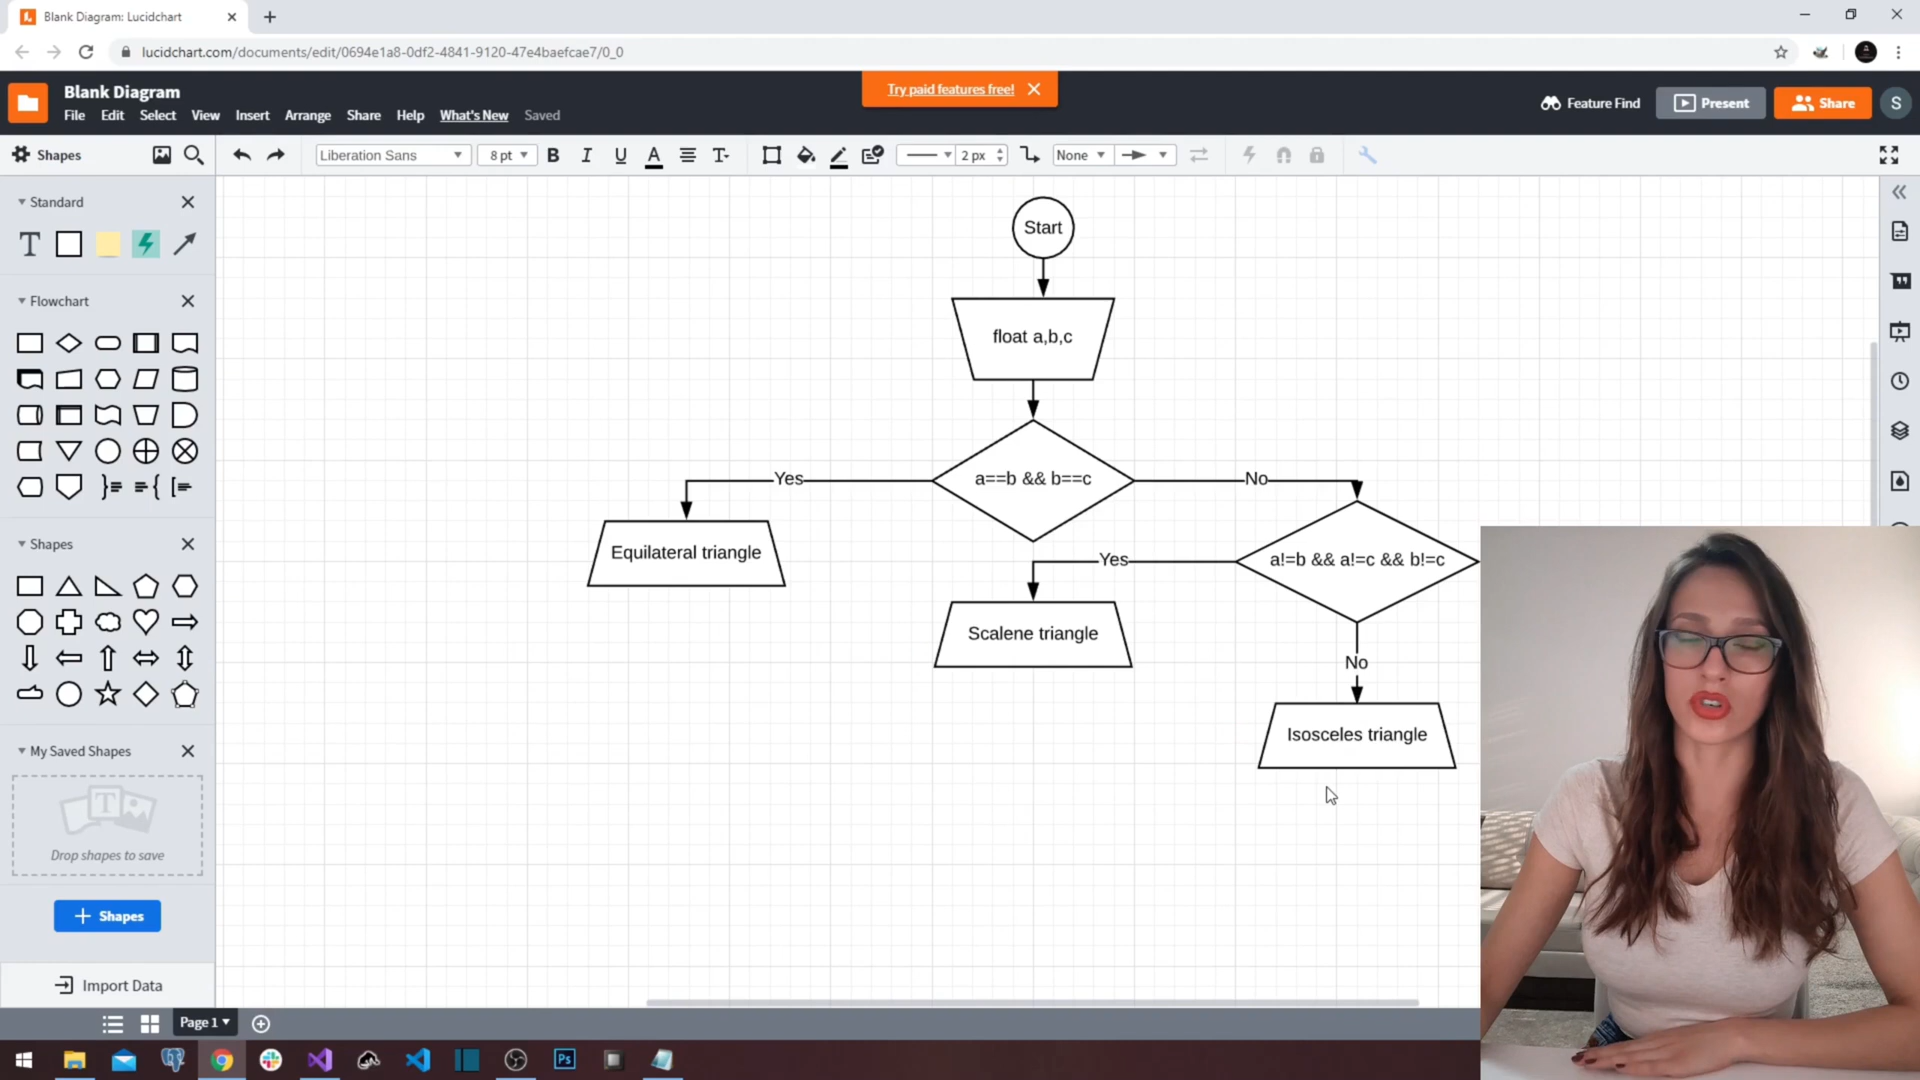 Blank Diagram: Lucidchart
lucidchart.com/documents/edit/0694e1a8-0df2-4841-9120-47e4baefcae7/0_0
Blank Diagram
Try paid features free!
Feature Find
Present
Share
S
File Edit Select View Insert Arrange Share Help What's New Saved
Shapes
Liberation Sans
8 pt
B I U A T
2 px
None
Standard
T
Flowchart
Shapes
My Saved Shapes
T
Drop shapes to save
+ Shapes
Import Data
Start
float a,b,c
a==b && b==c
Yes
No
Equilateral triangle
a!=b && a!=c && b!=c
Yes
Scalene triangle
No
Isosceles triangle
Page 1
Ps